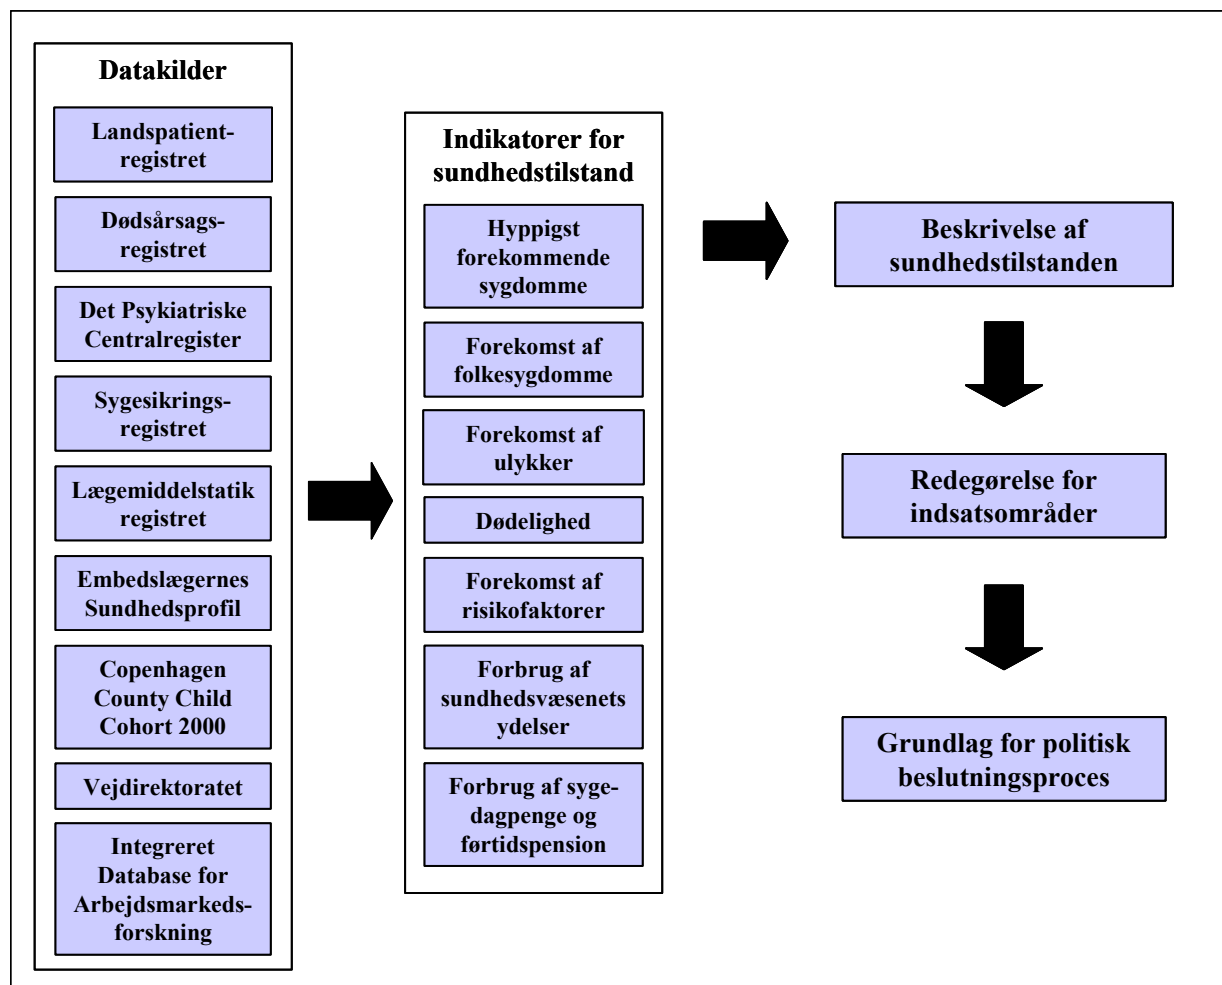 Datakilder
Landspatient-
registret
Dødsårsags-
registret
Det Psykiatriske
Centralregister
Sygesikrings-
registret
Lægemiddelstatik
registret
Embedslægernes
Sundhedsprofil
Copenhagen
County Child
Cohort 2000
Vejdirektoratet
Integreret
Database for
Arbejdsmarkeds-
forskning
Indikatorer for
sundhedstilstand
Hyppigst
forekommende
sygdomme
Forekomst af
folkesygdomme
Forekomst af
ulykker
Dødelighed
Forekomst af
risikofaktorer
Forbrug af
sundhedsvæsenets
ydelser
Forbrug af syge-
dagpenge og
førtidspension
Beskrivelse af
sundhedstilstanden
Redegørelse for
indsatsområder
Grundlag for politisk
beslutningsproces